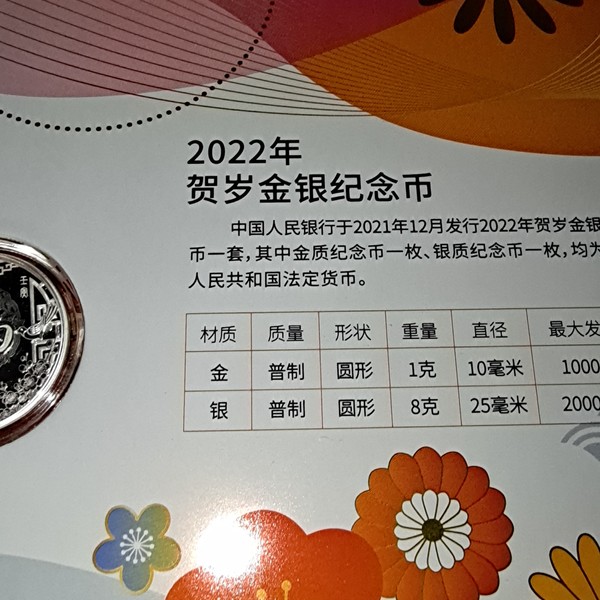 2022年
贺岁金银纪念币
中国人民银行于2021年12月发行2022年贺岁金银
币一套，其中金质纪念币一枚、银质纪念币一枚，均为
人民共和国法定货币。
材质 质量 形状 重量 直径 最大发
金 普制 圆形 1克 10毫米 1000
银 普制 圆形 8克 25毫米 2000
壬寅